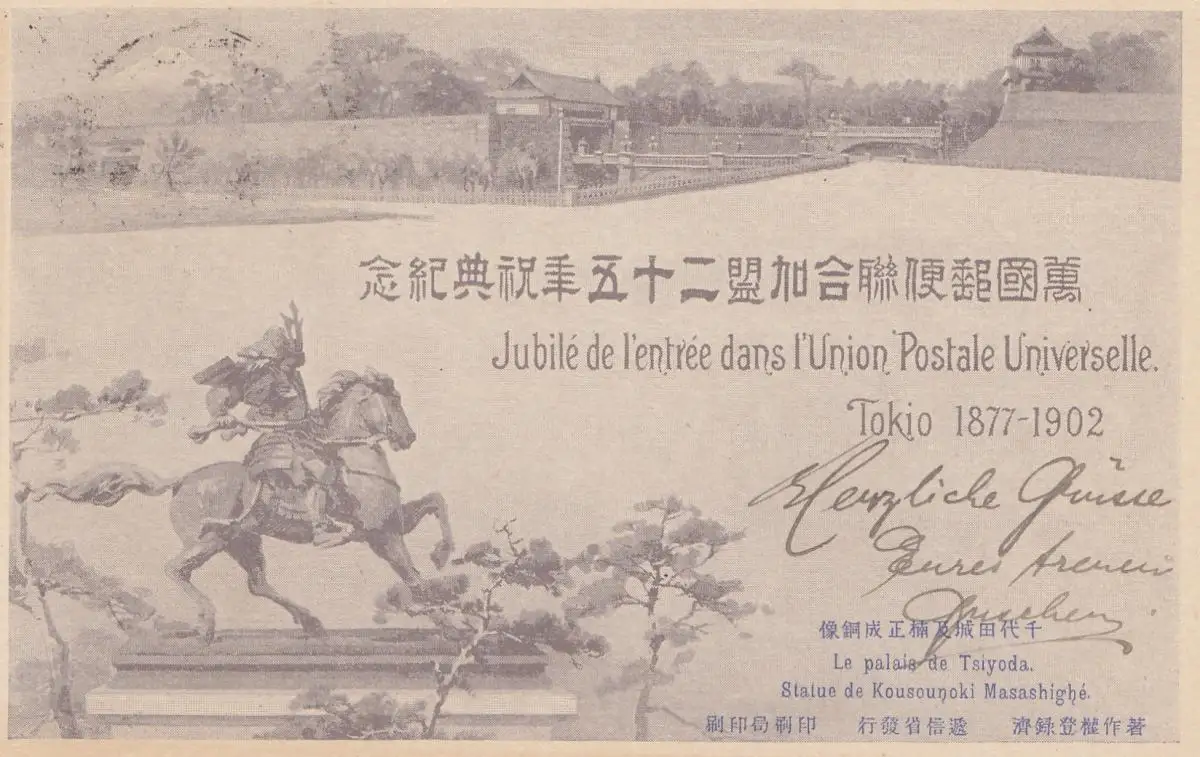 萬國郵便聯合加盟二十五年祝典紀念
Jubilé de l'entrée dans l'Union Postale Universelle.
Tokio 1877-1902
Herzliche Grüsse
Eures treuen
千代田城及楠正成銅像
Le palais de Tsiyoda.
Statue de Kousounoki Masashighé.
著作權登録濟 遞信省發行 印刷局印刷